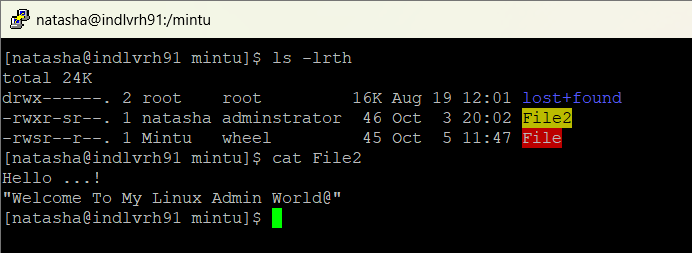 natasha@indlvrh91:/mintu
[natasha@indlvrh91 mintu]$ ls -lrth
total 24K
drwx------. 2 root    root          16K Aug 19 12:01 lost+found
-rwxr-sr--. 1 natasha adminstrator  46 Oct  3 20:02 File2
-rwsr--r--. 1 Mintu   wheel         45 Oct  5 11:47 File
[natasha@indlvrh91 mintu]$ cat File2
Hello ...!
"Welcome To My Linux Admin World@"
[natasha@indlvrh91 mintu]$